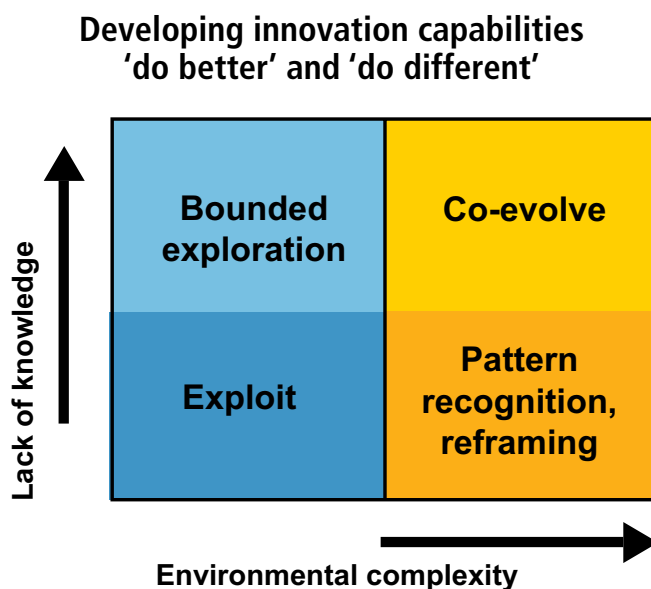 Developing innovation capabilities
‘do better’ and ‘do different’
Lack of knowledge
Bounded
exploration
Co-evolve
Exploit
Pattern
recognition,
reframing
Environmental complexity